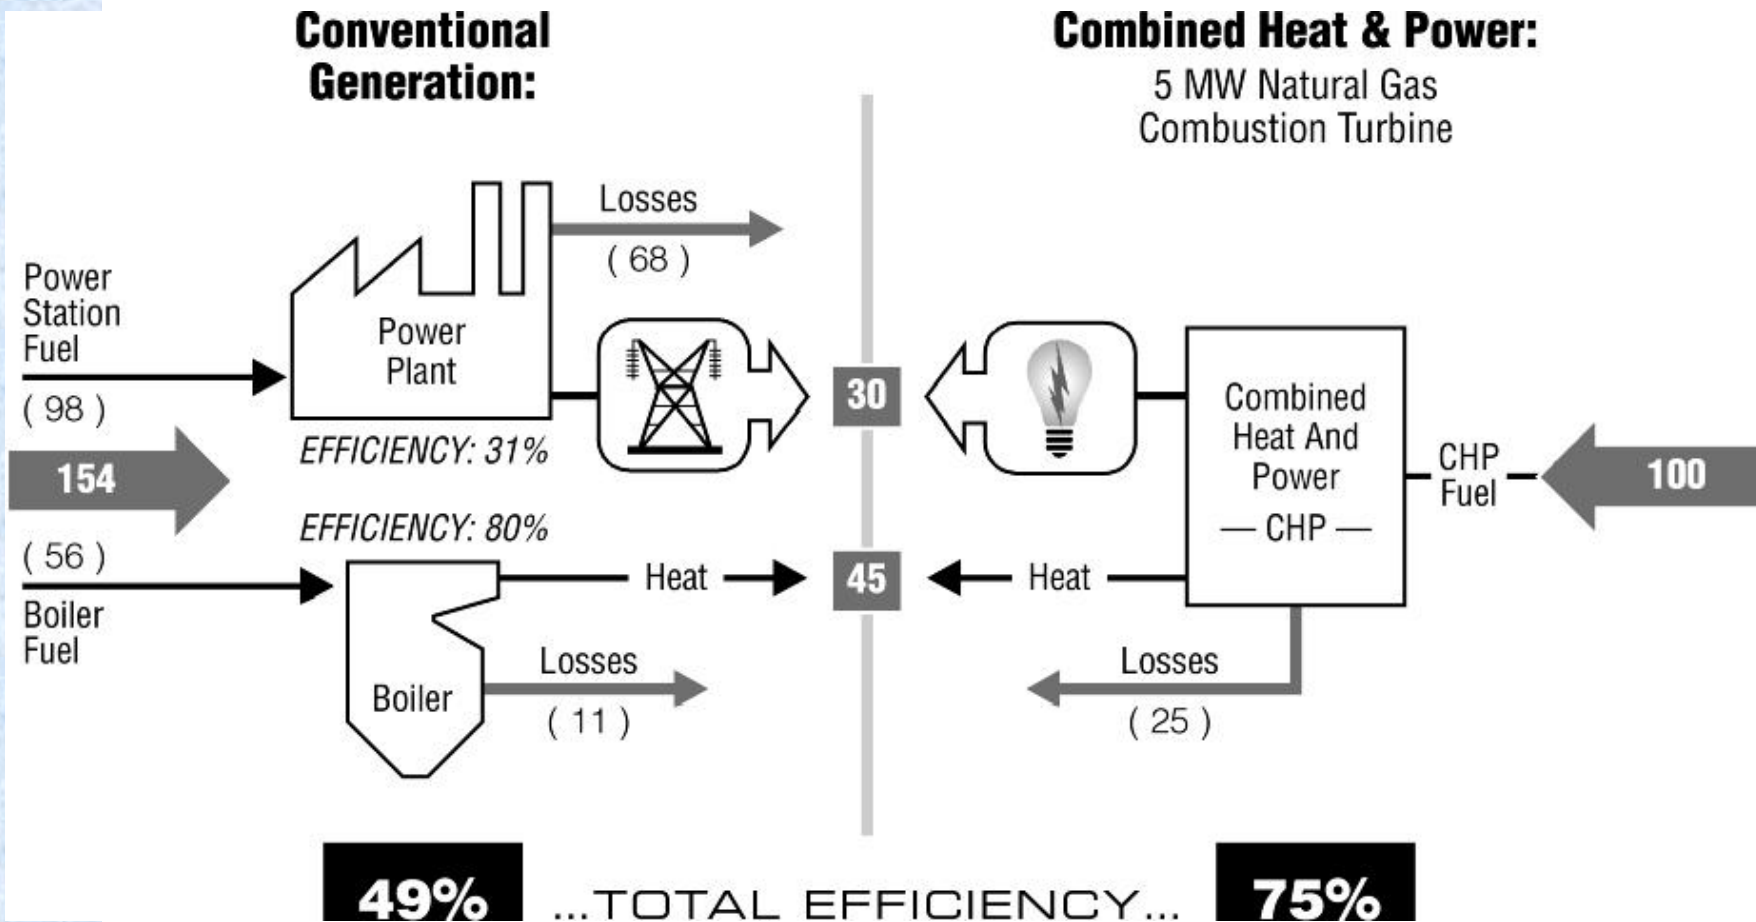 Conventional
Generation:
Combined Heat & Power:
5 MW Natural Gas
Combustion Turbine
Losses
( 68 )
Power
Station
Fuel
( 98 )
Power
Plant
30
Combined
Heat And
Power
— CHP —
CHP
Fuel
100
EFFICIENCY: 31%
154
EFFICIENCY: 80%
( 56 )
Boiler
Fuel
Heat
45
Heat
Boiler
Losses
( 11 )
Losses
( 25 )
49% ...TOTAL EFFICIENCY... 75%